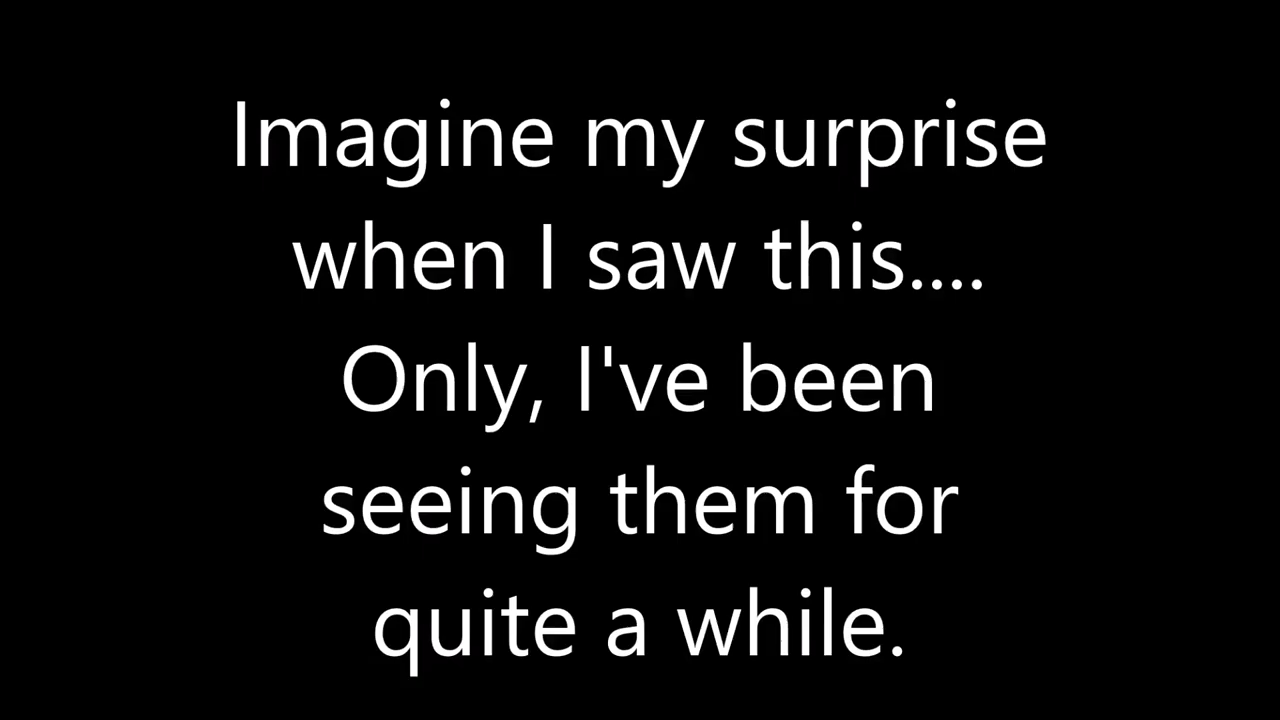 Imagine my surprise
when I saw this....
Only, I've been
seeing them for
quite a while.